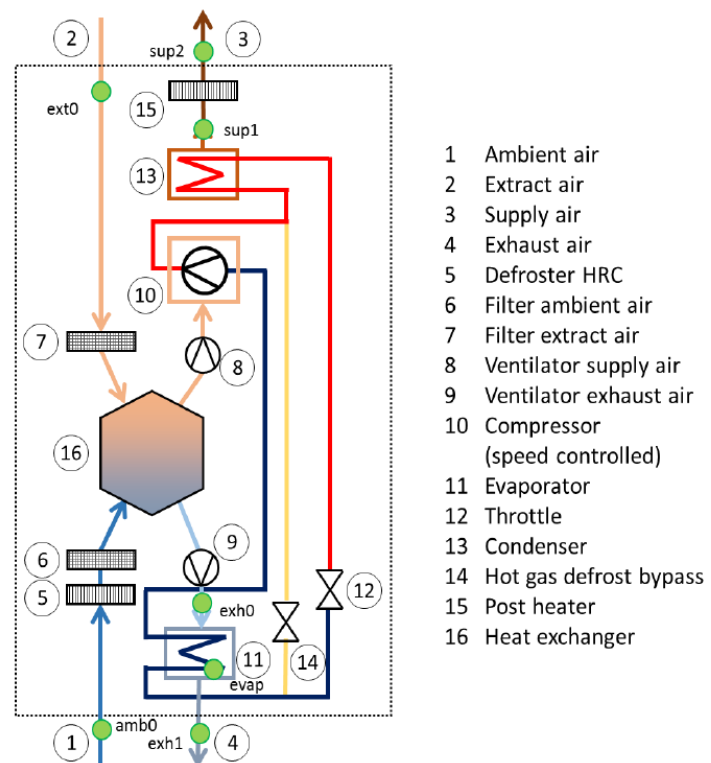 2
sup2
3
ext0
15
sup1
13
10
7
8
16
9
6
5
exh0
12
11
14
evap
amb0
1
exh1
4
1 Ambient air
2 Extract air
3 Supply air
4 Exhaust air
5 Defroster HRC
6 Filter ambient air
7 Filter extract air
8 Ventilator supply air
9 Ventilator exhaust air
10 Compressor
(speed controlled)
11 Evaporator
12 Throttle
13 Condenser
14 Hot gas defrost bypass
15 Post heater
16 Heat exchanger